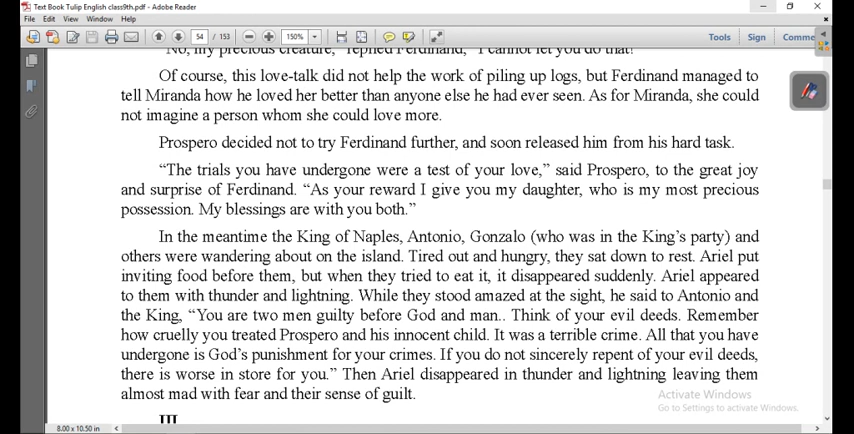 Text Book Tulip English class9th.pdf - Adobe Reader
File Edit View Window Help
54 / 153 150% Tools Sign Comme
"No, my precious creature," replied Ferdinand, "I cannot let you do that!"
Of course, this love-talk did not help the work of piling up logs, but Ferdinand managed to
tell Miranda how he loved her better than anyone else he had ever seen. As for Miranda, she could
not imagine a person whom she could love more.
Prospero decided not to try Ferdinand further, and soon released him from his hard task.
“The trials you have undergone were a test of your love,” said Prospero, to the great joy
and surprise of Ferdinand. “As your reward I give you my daughter, who is my most precious
possession. My blessings are with you both.”
In the meantime the King of Naples, Antonio, Gonzalo (who was in the King’s party) and
others were wandering about on the island. Tired out and hungry, they sat down to rest. Ariel put
inviting food before them, but when they tried to eat it, it disappeared suddenly. Ariel appeared
to them with thunder and lightning. While they stood amazed at the sight, he said to Antonio and
the King, “You are two men guilty before God and man.. Think of your evil deeds. Remember
how cruelly you treated Prospero and his innocent child. It was a terrible crime. All that you have
undergone is God’s punishment for your crimes. If you do not sincerely repent of your evil deeds,
there is worse in store for you.” Then Ariel disappeared in thunder and lightning leaving them
almost mad with fear and their sense of guilt.
III
Activate Windows
Go to Settings to activate Windows.
8.00 x 10.50 in